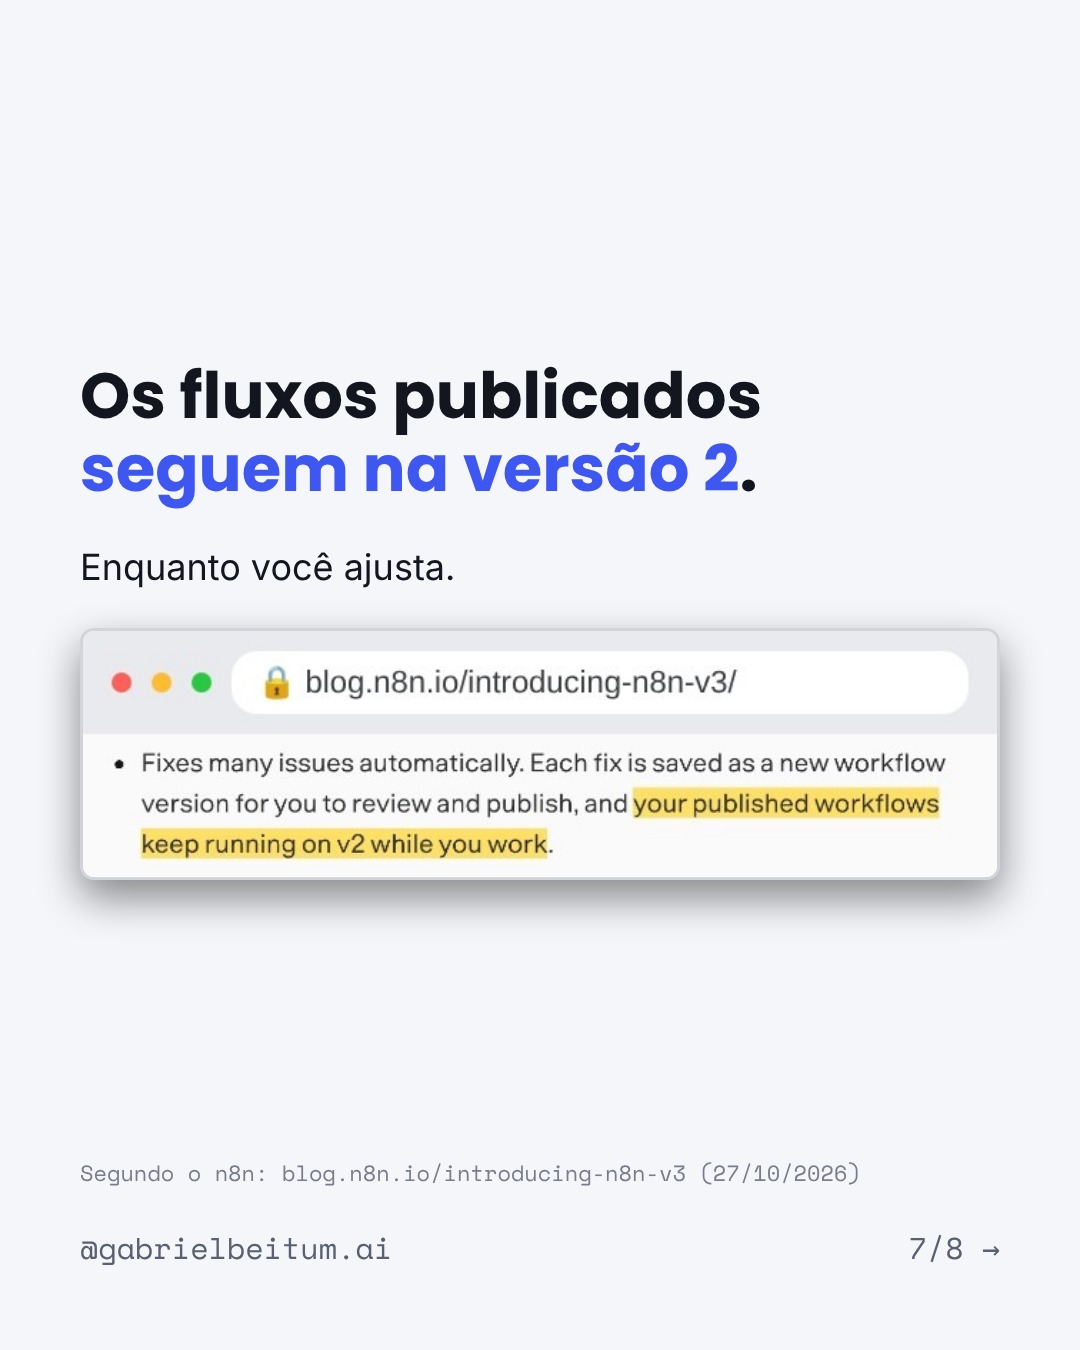 Os fluxos publicados
seguem na versão 2.
Enquanto você ajusta.
blog.n8n.io/introducing-n8n-v3/
• Fixes many issues automatically. Each fix is saved as a new workflow
version for you to review and publish, and your published workflows
keep running on v2 while you work.
Segundo o n8n: blog.n8n.io/introducing-n8n-v3 (27/10/2026)
@gabrielbeitum.ai
7/8 →